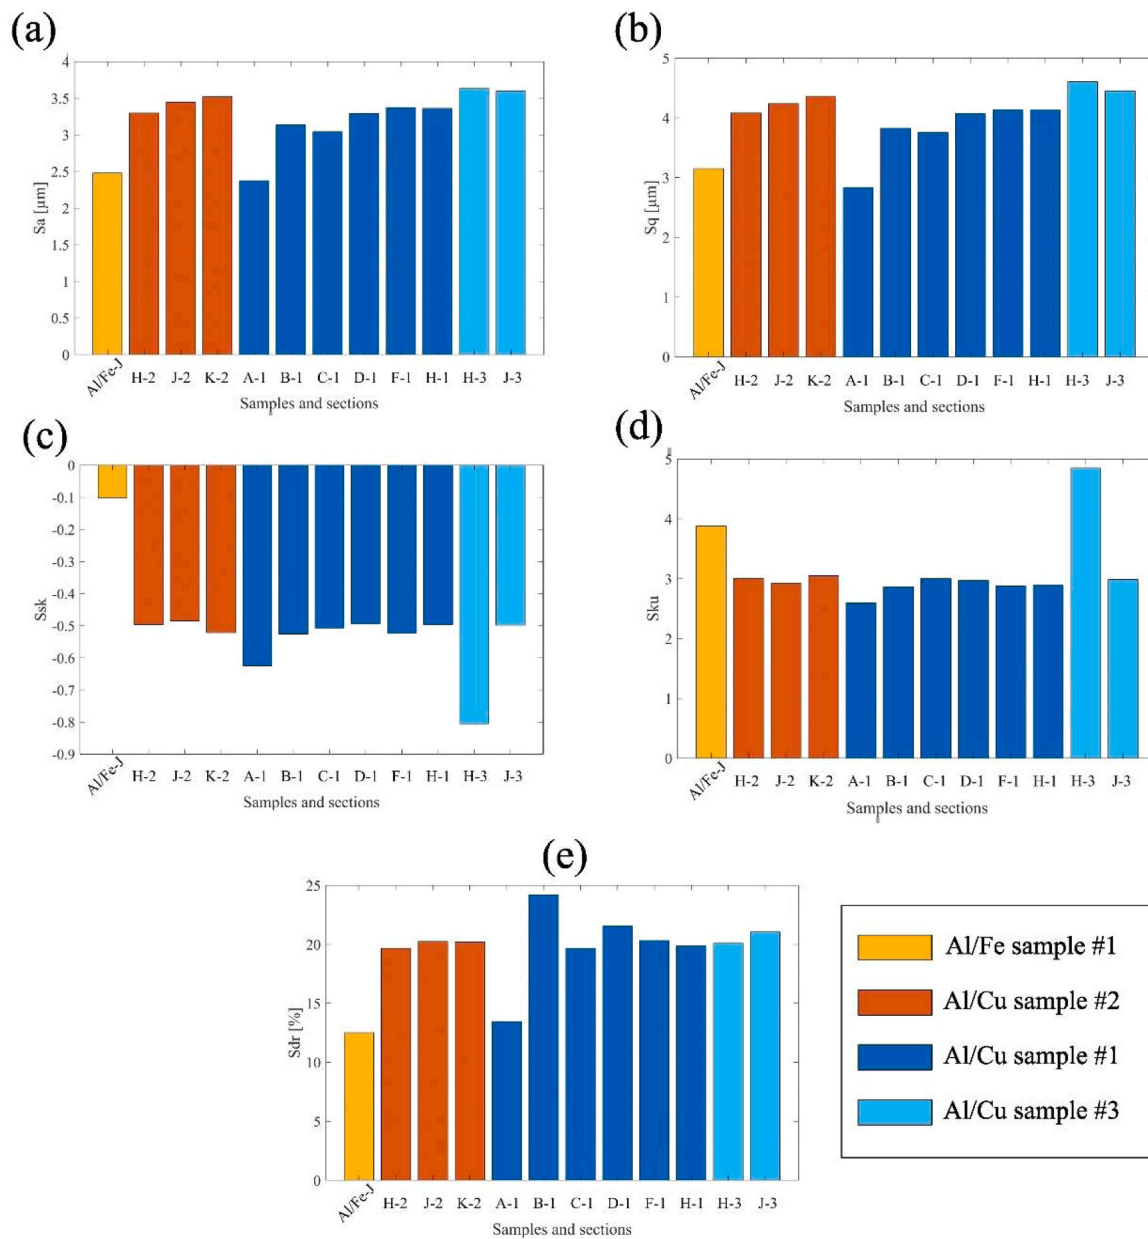 (a)
4
3.5
3
2.5
2
1.5
1
0.5
0
Sa [µm]
Al/Fe-J H-2 J-2 K-2 A-1 B-1 C-1 D-1 F-1 H-1 H-3 J-3
Samples and sections
(b)
5
4
3
2
1
0
Sq [µm]
Al/Fe-J H-2 J-2 K-2 A-1 B-1 C-1 D-1 F-1 H-1 H-3 J-3
Samples and sections
(c)
0
-0.1
-0.2
-0.3
-0.4
-0.5
-0.6
-0.7
-0.8
-0.9
Ssk
Al/Fe-J H-2 J-2 K-2 A-1 B-1 C-1 D-1 F-1 H-1 H-3 J-3
Samples and sections
(d)
5
4
3
2
1
0
Sku
Al/Fe-J H-2 J-2 K-2 A-1 B-1 C-1 D-1 F-1 H-1 H-3 J-3
Samples and sections
(e)
25
20
15
10
5
0
Sdr [%]
Al/Fe-J H-2 J-2 K-2 A-1 B-1 C-1 D-1 F-1 H-1 H-3 J-3
Samples and sections
Al/Fe sample #1
Al/Cu sample #2
Al/Cu sample #1
Al/Cu sample #3